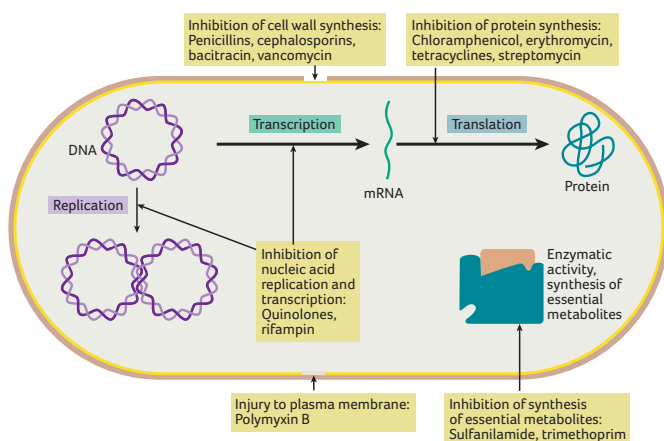 Inhibition of cell wall synthesis:
Penicillins, cephalosporins,
bacitracin, vancomycin
Inhibition of protein synthesis:
Chloramphenicol, erythromycin,
tetracyclines, streptomycin
DNA
Transcription
mRNA
Translation
Protein
Replication
Inhibition of
nucleic acid
replication and
transcription:
Quinolones,
rifampin
Enzymatic
activity,
synthesis of
essential
metabolites
Injury to plasma membrane:
Polymyxin B
Inhibition of synthesis
of essential metabolites:
Sulfanilamide, trimethoprim